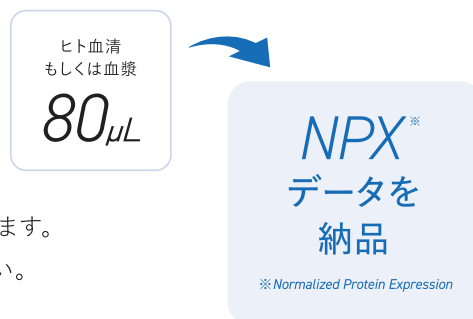 ヒト血清
もしくは血漿
80μL
NPX※
データを
納品
※Normalized Protein Expression
ます。
い。